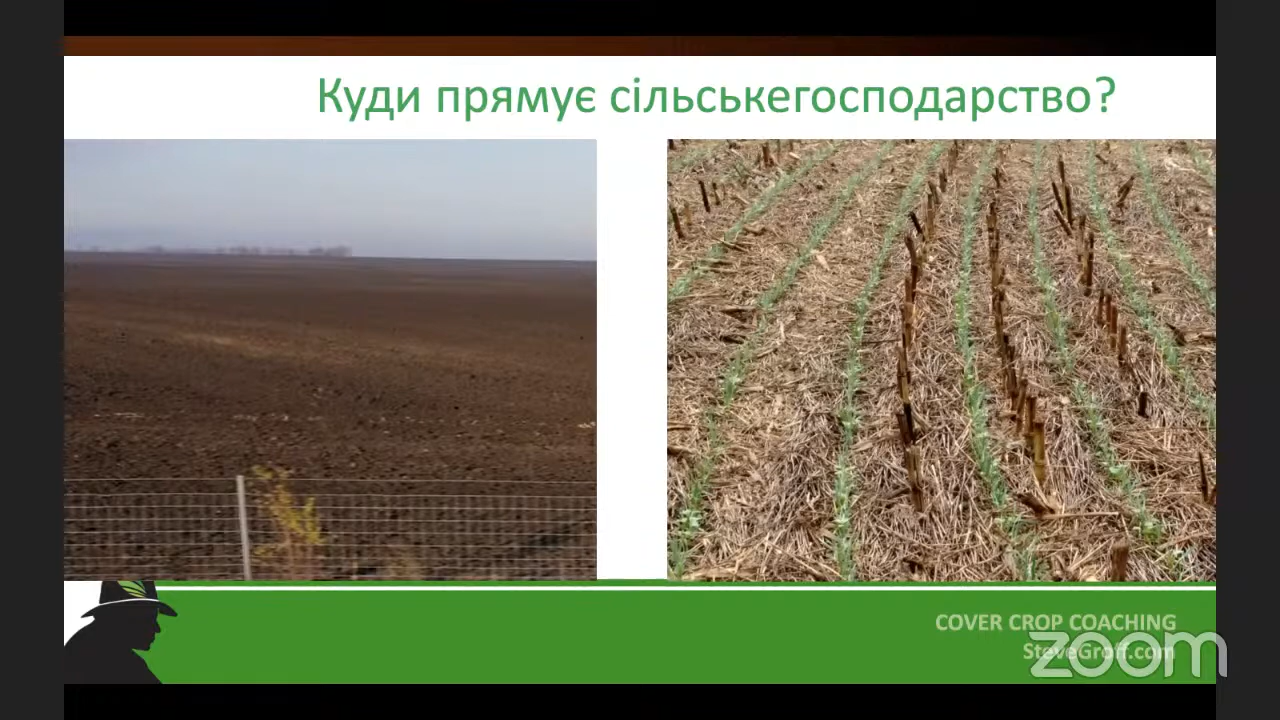 Куди прямує сільськегосподарство?
COVER CROP COACHING
SteveGroff.com
zoom